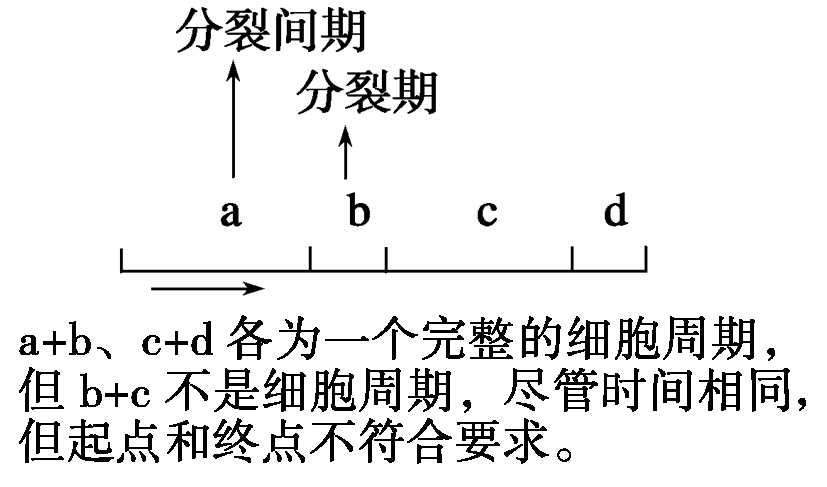 分裂间期
分裂期
a b c d
a+b、c+d 各为一个完整的细胞周期，
但 b+c 不是细胞周期，尽管时间相同，
但起点和终点不符合要求。